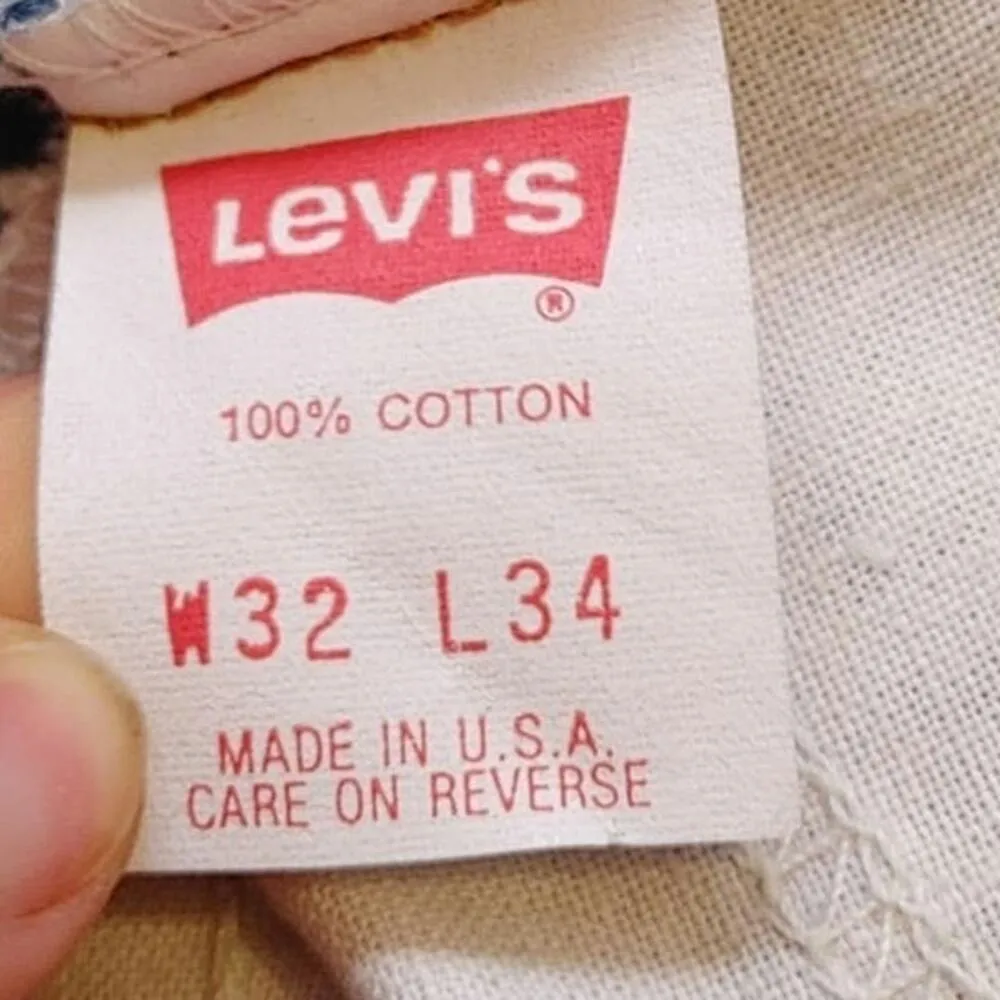 LEVI'S
®
100% COTTON
W32 L34
MADE IN U.S.A.
CARE ON REVERSE